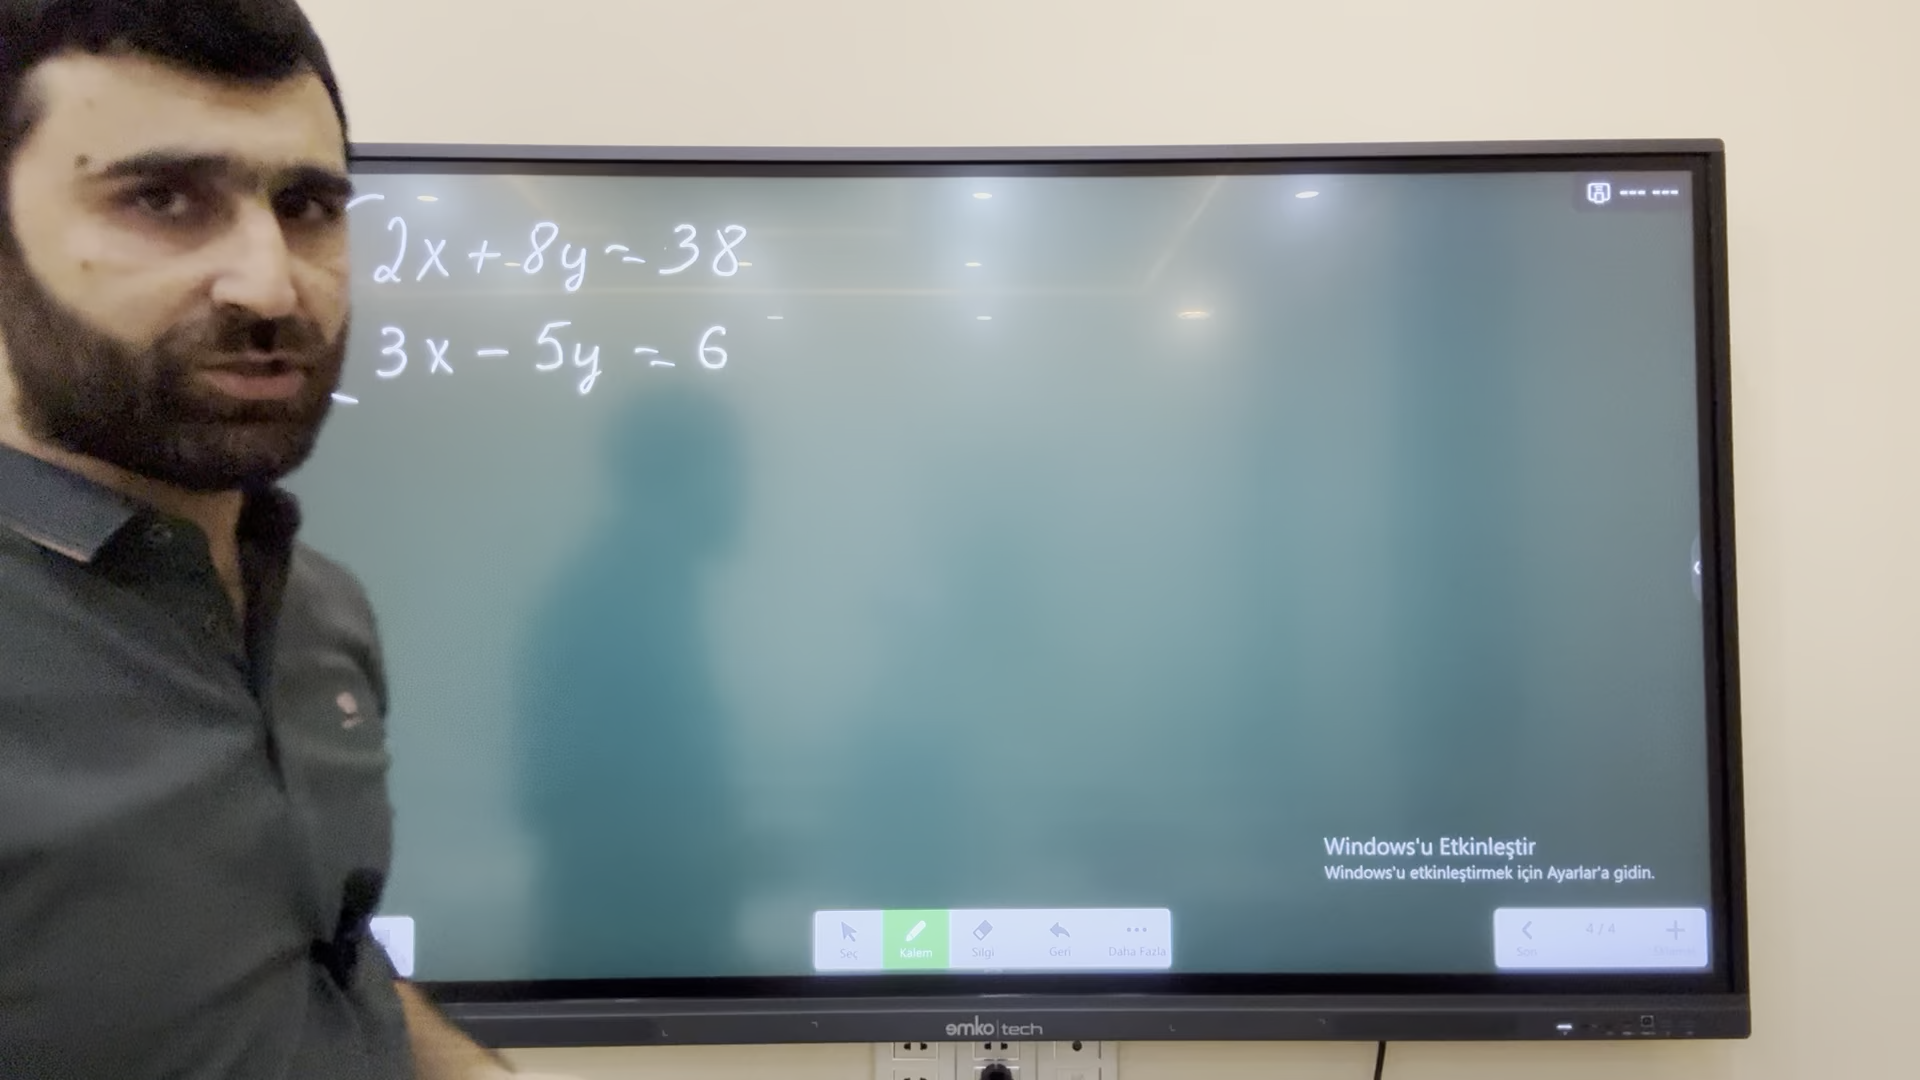 2x + 8y = 38
3x - 5y = 6
Windows'u Etkinleştir
Windows'u etkinleştirmek için Ayarlar'a gidin.
Seç
Kalem
Silgi
Geri
Daha Fazla
Son
4 / 4
emko | tech